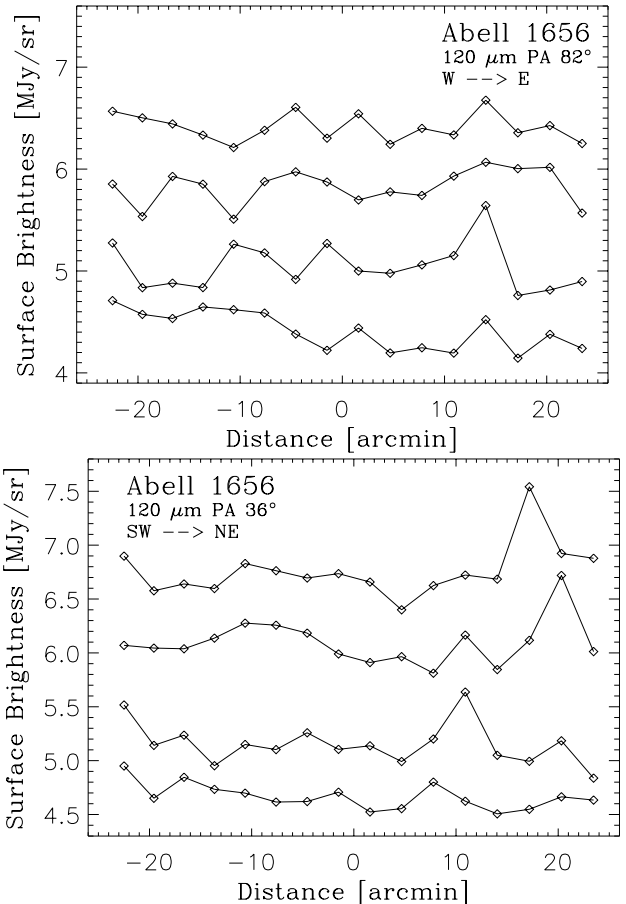 Abell 1656
120 μm PA 82°
W --> E
Surface Brightness [MJy/sr]
7
6
5
4
−20 −10 0 10 20
Distance [arcmin]
Abell 1656
120 μm PA 36°
SW --> NE
Surface Brightness [MJy/sr]
7.5
7.0
6.5
6.0
5.5
5.0
4.5
−20 −10 0 10 20
Distance [arcmin]